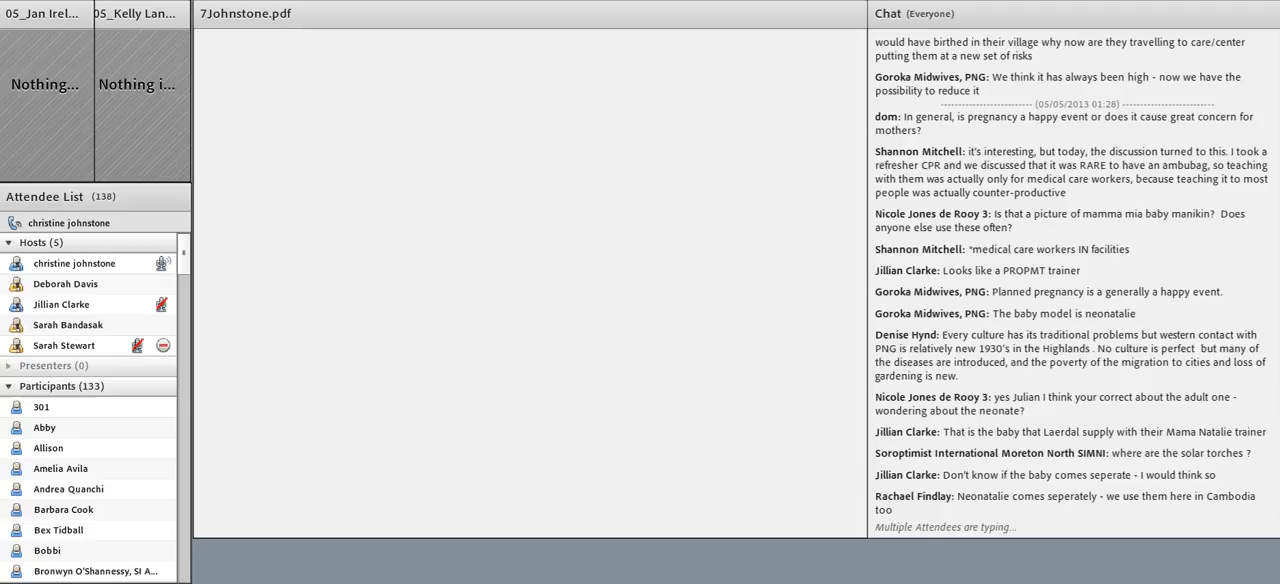 05_Jan Irel...
05_Kelly Lan...
7Johnstone.pdf
Chat (Everyone)
Nothing...
Nothing i...
Attendee List (138)
christine johnstone
Hosts (5)
christine johnstone
Deborah Davis
Jillian Clarke
Sarah Bandasak
Sarah Stewart
Presenters (0)
Participants (133)
301
Abby
Allison
Amelia Avila
Andrea Quanchi
Barbara Cook
Bex Tidball
Bobbi
Bronwyn O'Shannessy, SI A...
would have birthed in their village why now are they travelling to care/center
putting them at a new set of risks
Goroka Midwives, PNG: We think it has always been high - now we have the
possibility to reduce it
------------------------- (05/05/2013 01:28) -------------------------
dom: In general, is pregnancy a happy event or does it cause great concern for
mothers?
Shannon Mitchell: it's interesting, but today, the discussion turned to this. I took a
refresher CPR and we discussed that it was RARE to have an ambubag, so teaching
with them was actually only for medical care workers, because teaching it to most
people was actually counter-productive
Nicole Jones de Rooy 3: Is that a picture of mamma mia baby manikin?  Does
anyone else use these often?
Shannon Mitchell: *medical care workers IN facilities
Jillian Clarke: Looks like a PROPMT trainer
Goroka Midwives, PNG: Planned pregnancy is a generally a happy event.
Goroka Midwives, PNG: The baby model is neonatalie
Denise Hynd: Every culture has its traditional problems but western contact with
PNG is relatively new 1930's in the Highlands . No culture is perfect  but many of
the diseases are introduced, and the poverty of the migration to cities and loss of
gardening is new.
Nicole Jones de Rooy 3: yes Julian I think your correct about the adult one -
wondering about the neonate?
Jillian Clarke: That is the baby that Laerdal supply with their Mama Natalie trainer
Soroptimist International Moreton North SIMNI: where are the solar torches ?
Jillian Clarke: Don't know if the baby comes seperate - I would think so
Rachael Findlay: Neonatalie comes seperately - we use them here in Cambodia
too
Multiple Attendees are typing...